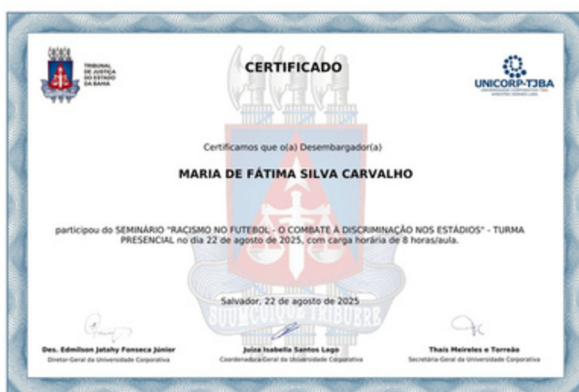 TRIBUNAL
DE JUSTIÇA
DO ESTADO
DA BAHIA
CERTIFICADO
UNICORP-TJBA
Certificamos que o(a) Desembargador(a)
MARIA DE FÁTIMA SILVA CARVALHO
participou do SEMINÁRIO "RACISMO NO FUTEBOL - O COMBATE À DISCRIMINAÇÃO NOS ESTÁDIOS" - TURMA
PRESENCIAL no dia 22 de agosto de 2025, com carga horária de 8 horas/aula.
Salvador, 22 de agosto de 2025
SUUM CUIQUE TRIBUERE
Des. Edmilson Jatahy Fonseca Júnior
Diretor-Geral da Universidade Corporativa
Juíza Isabella Santos Lago
Coordenadora-Geral da Universidade Corporativa
Thaís Meireles e Torreão
Secretária-Geral da Universidade Corporativa